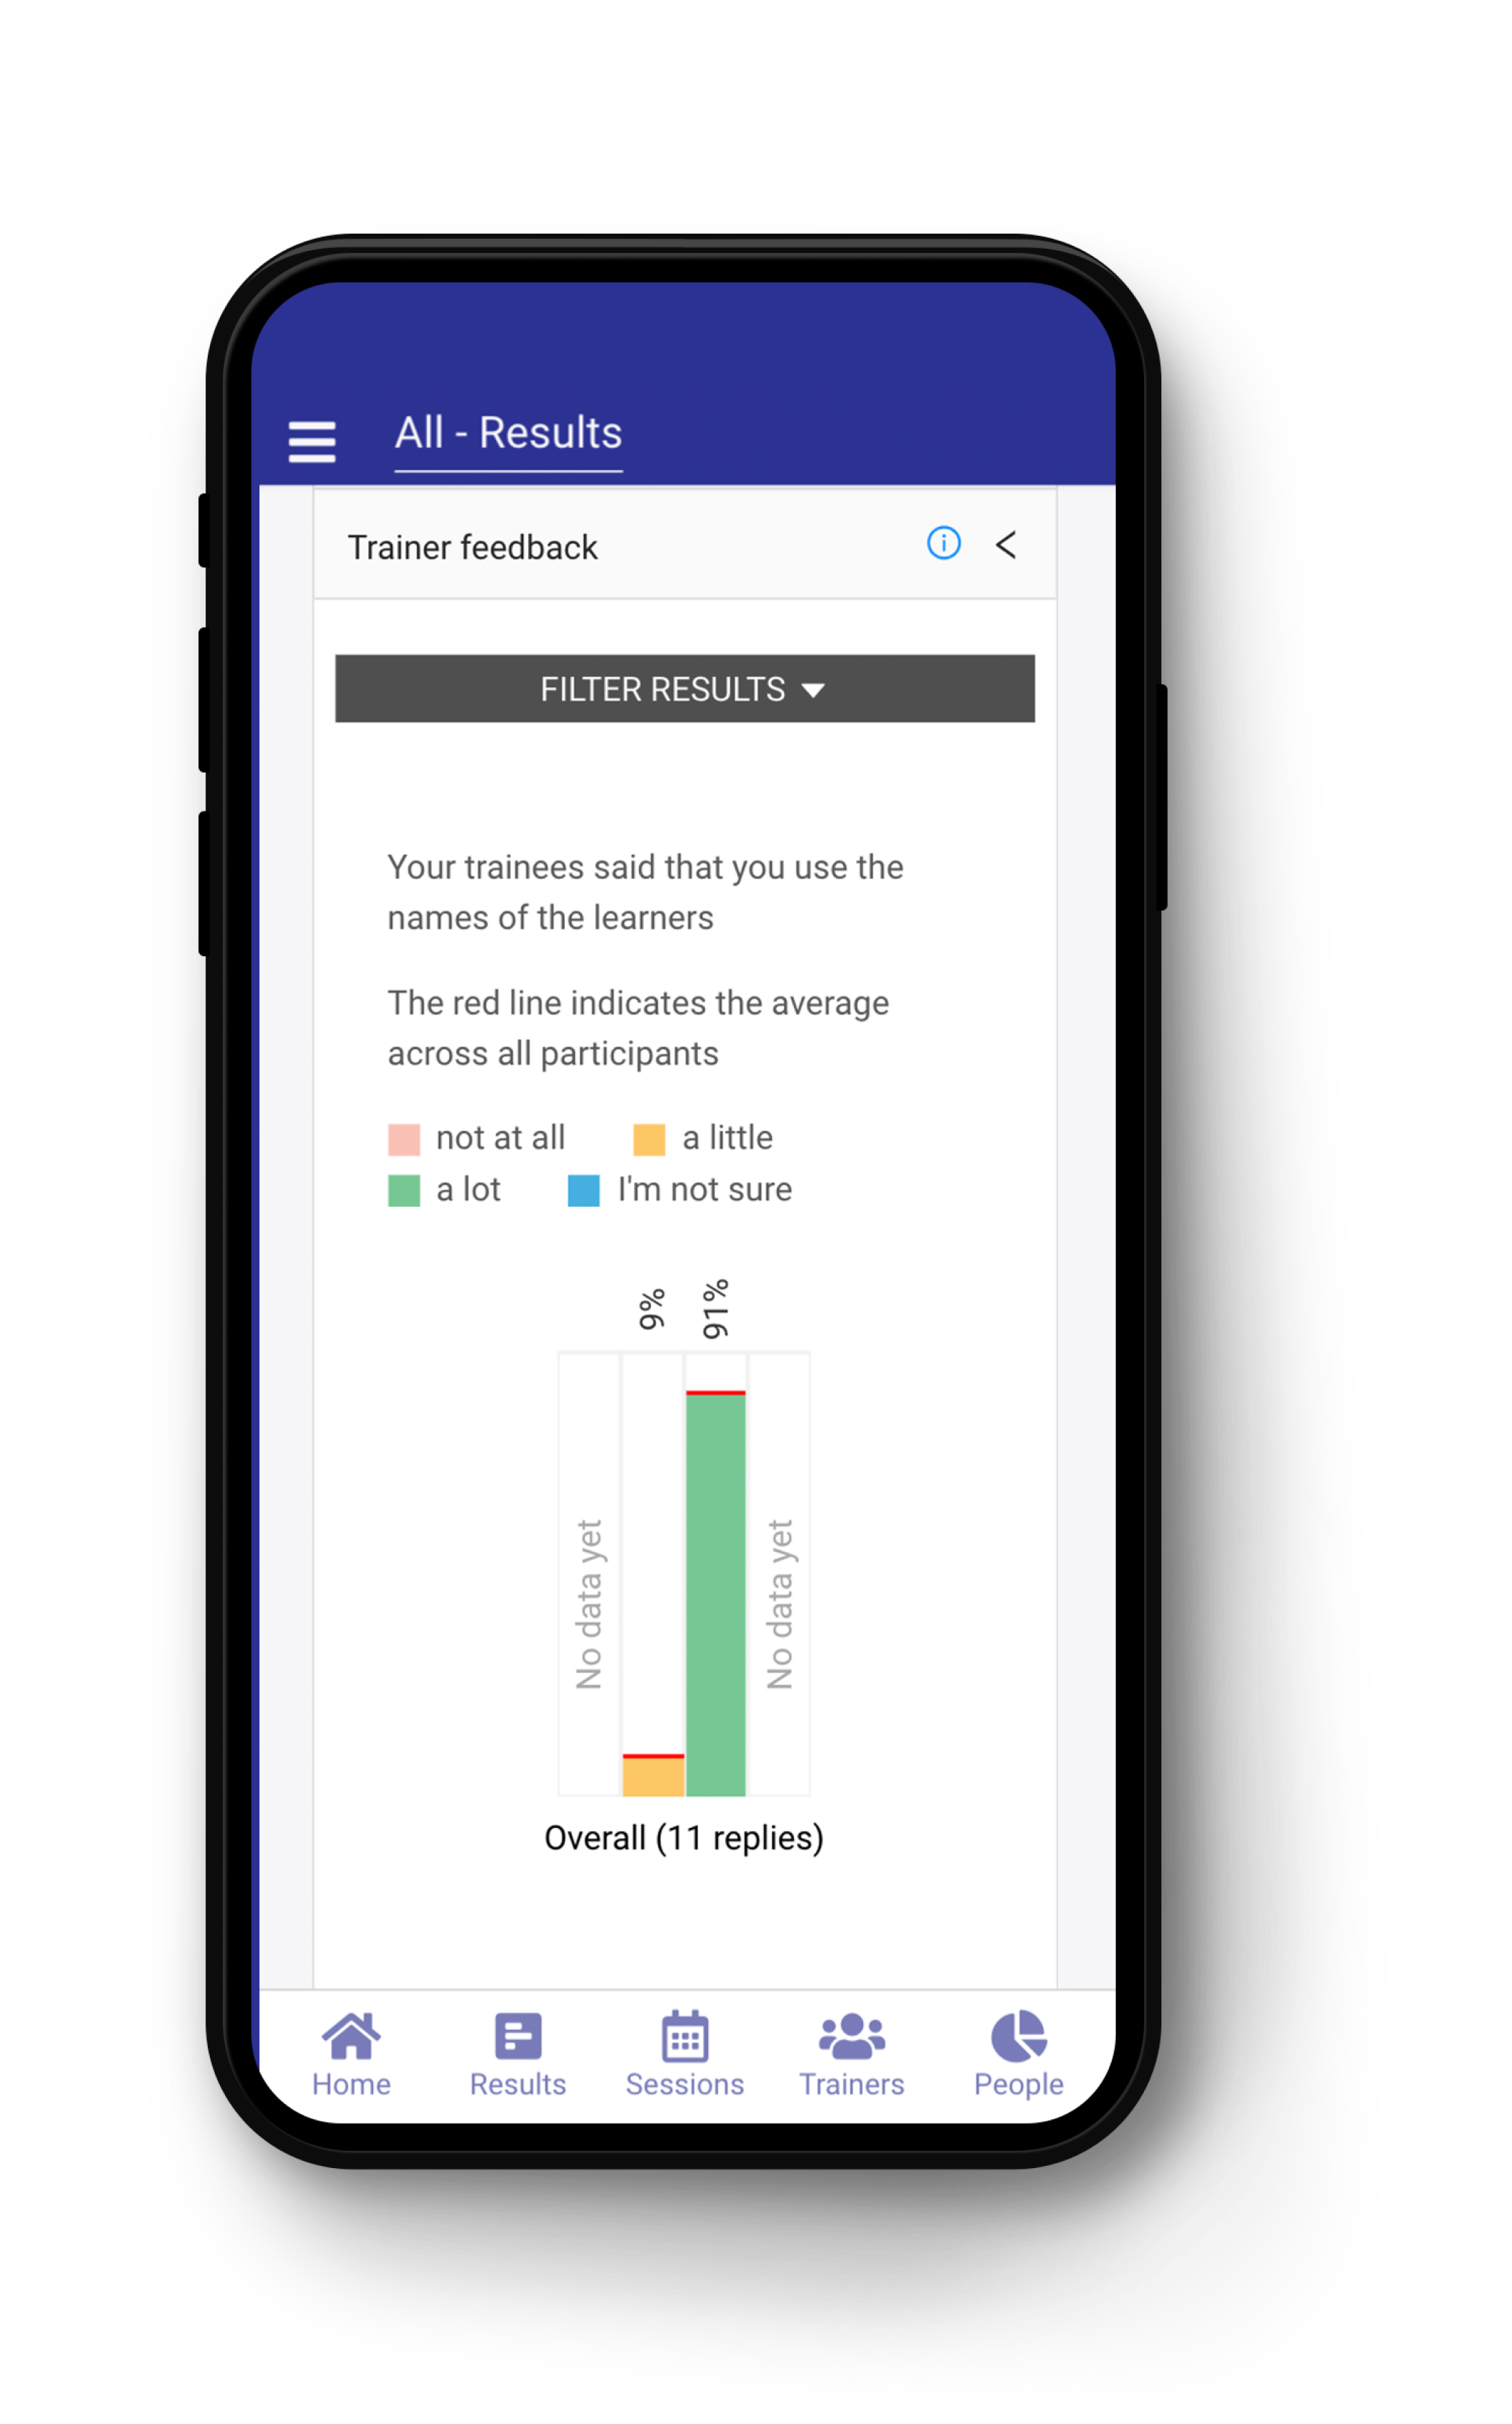 All - Results
Trainer feedback
FILTER RESULTS
Your trainees said that you use the
names of the learners
The red line indicates the average
across all participants
not at all a little
a lot I'm not sure
9% 91%
No data yet No data yet
Overall (11 replies)
Home Results Sessions Trainers People